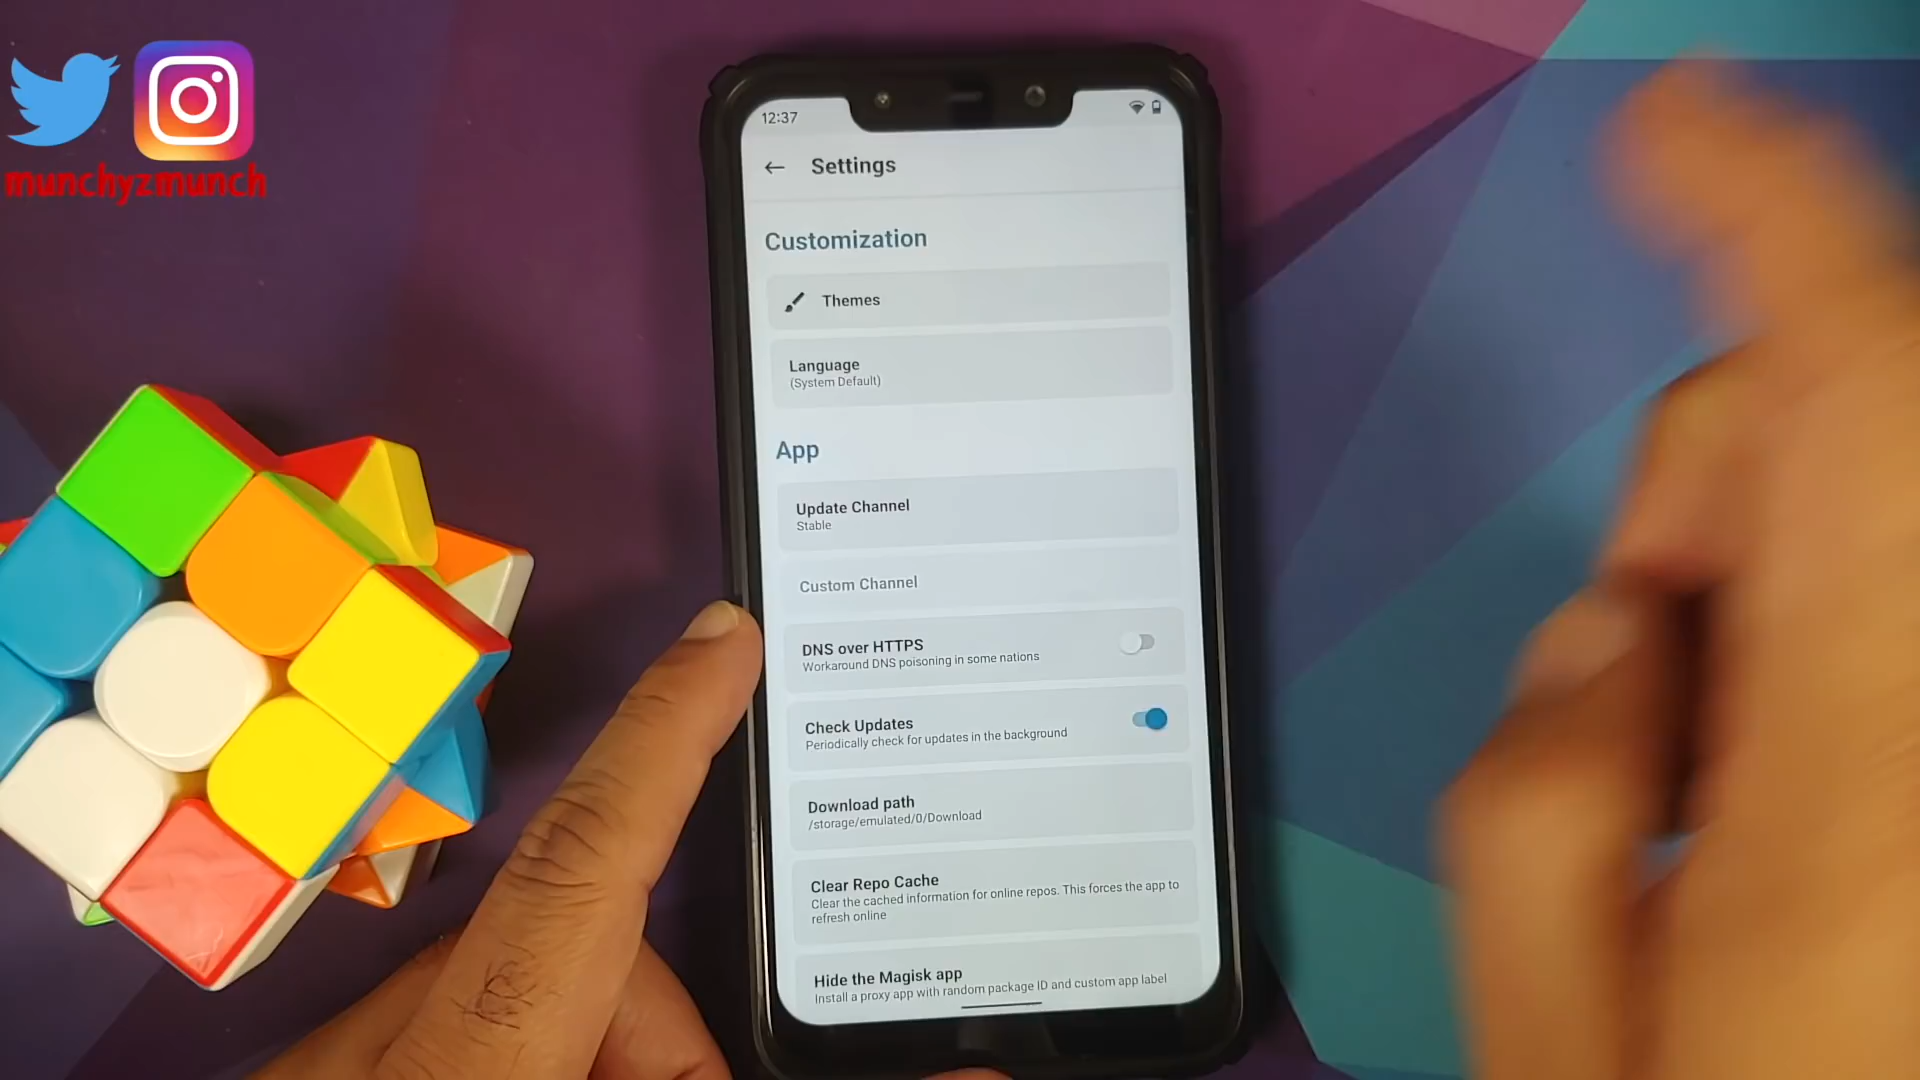 munchyzmunch
12:37
Settings
Customization
Themes
Language
(System Default)
App
Update Channel
Stable
Custom Channel
DNS over HTTPS
Workaround DNS poisoning in some nations
Check Updates
Periodically check for updates in the background
Download path
/storage/emulated/0/Download
Clear Repo Cache
Clear the cached information for online repos. This forces the app to
refresh online
Hide the Magisk app
Install a proxy app with random package ID and custom app label